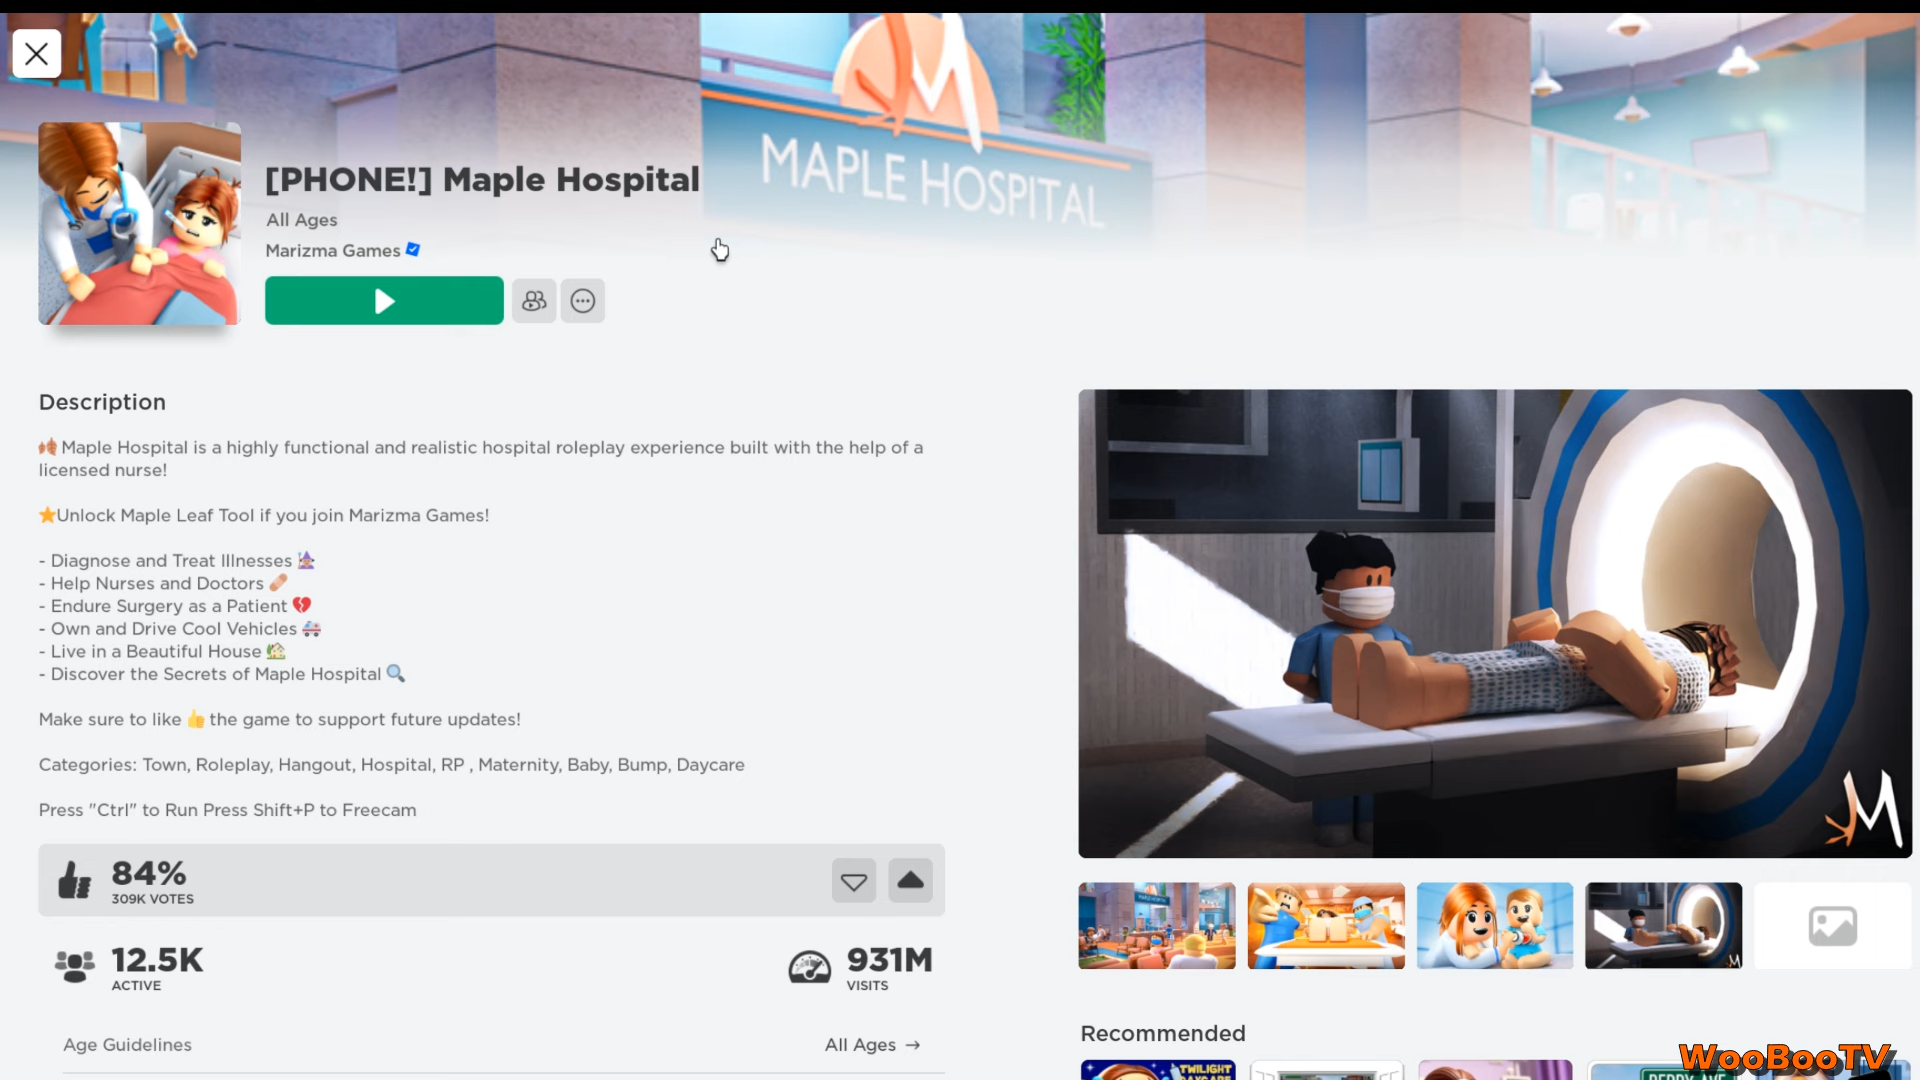 MAPLE HOSPITAL
[PHONE!] Maple Hospital
All Ages
Marizma Games
Description
Maple Hospital is a highly functional and realistic hospital roleplay experience built with the help of a
licensed nurse!
⭐Unlock Maple Leaf Tool if you join Marizma Games!
- Diagnose and Treat Illnesses
- Help Nurses and Doctors 🩹
- Endure Surgery as a Patient 💔
- Own and Drive Cool Vehicles 🚑
- Live in a Beautiful House 🏡
- Discover the Secrets of Maple Hospital 🔍
Make sure to like 👍 the game to support future updates!
Categories: Town, Roleplay, Hangout, Hospital, RP , Maternity, Baby, Bump, Daycare
Press "Ctrl" to Run Press Shift+P to Freecam
84%
309K VOTES
12.5K
ACTIVE
931M
VISITS
Age Guidelines
All Ages →
M
Recommended
TWILIGHT
DAYCARE
WooBooTV